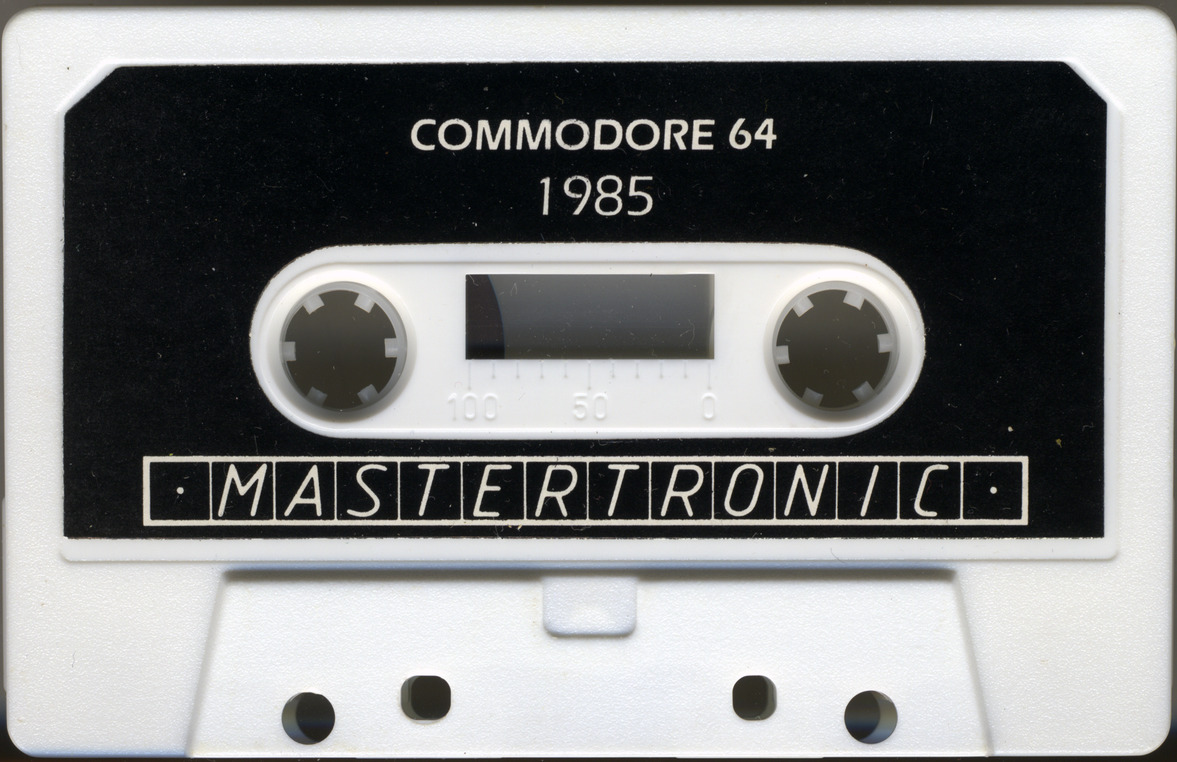 COMMODORE 64
1985
100 50 0
· MASTERTRONIC ·